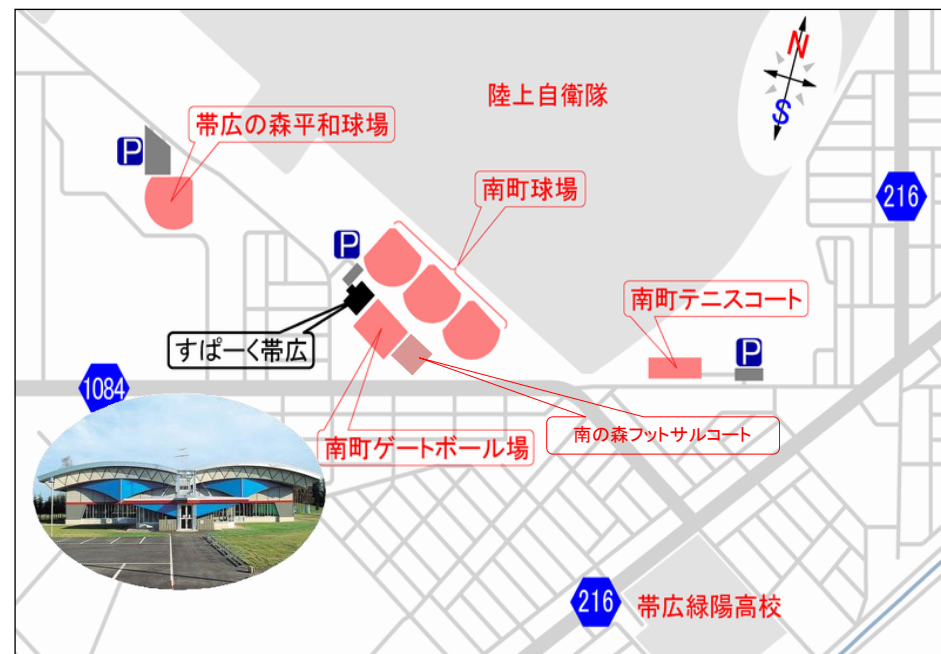 N
S
陸上自衛隊
帯広の森平和球場
P
南町球場
216
P
南町テニスコート
すぱーく帯広
P
1084
南町ゲートボール場
南の森フットサルコート
216
帯広緑陽高校